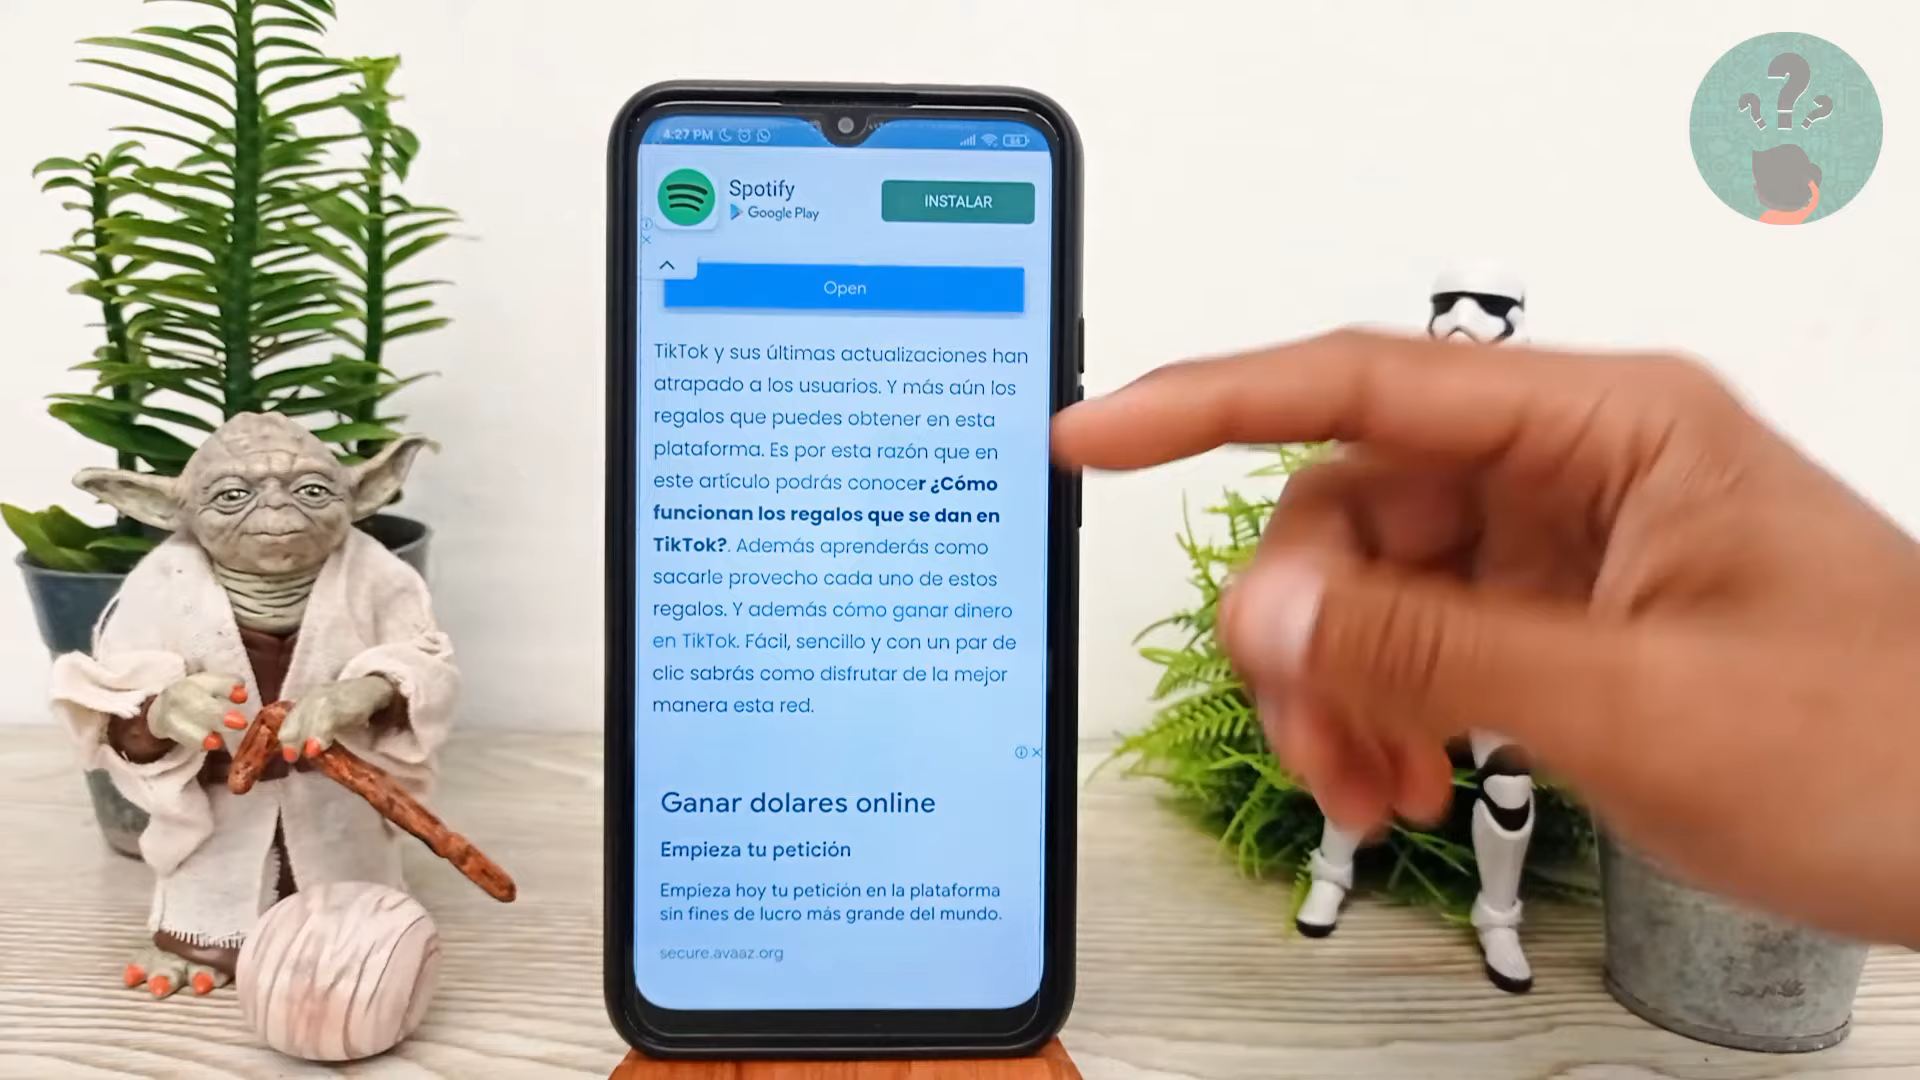 4:27 PM
64
Spotify
Google Play
INSTALAR
Open
TikTok y sus últimas actualizaciones han
atrapado a los usuarios. Y más aún los
regalos que puedes obtener en esta
plataforma. Es por esta razón que en
este artículo podrás conocer ¿Cómo
funcionan los regalos que se dan en
TikTok?. Además aprenderás como
sacarle provecho cada uno de estos
regalos. Y además cómo ganar dinero
en TikTok. Fácil, sencillo y con un par de
clic sabrás como disfrutar de la mejor
manera esta red.
Ganar dolares online
Empieza tu petición
Empieza hoy tu petición en la plataforma
sin fines de lucro más grande del mundo.
secure.avaaz.org